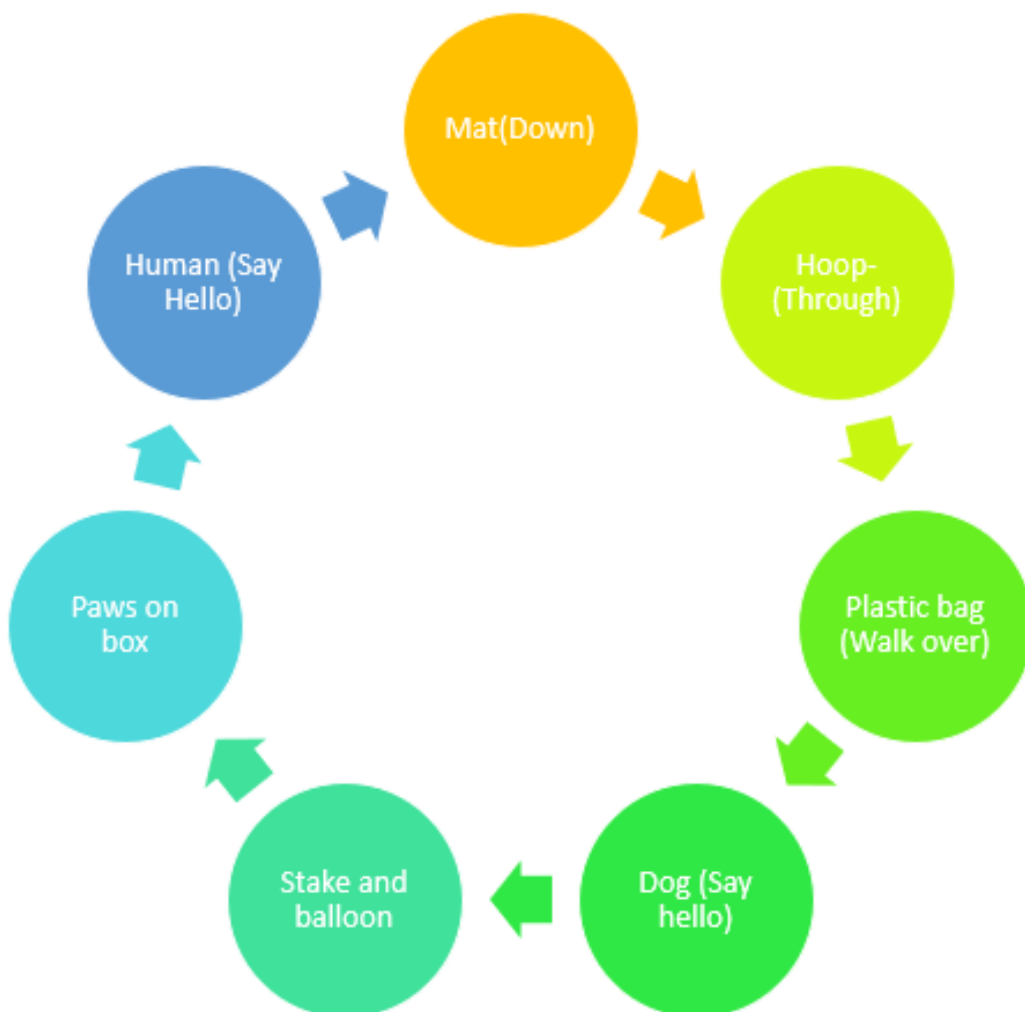 Mat(Down)
Hoop-
(Through)
Plastic bag
(Walk over)
Dog (Say
hello)
Stake and
balloon
Paws on
box
Human (Say
Hello)